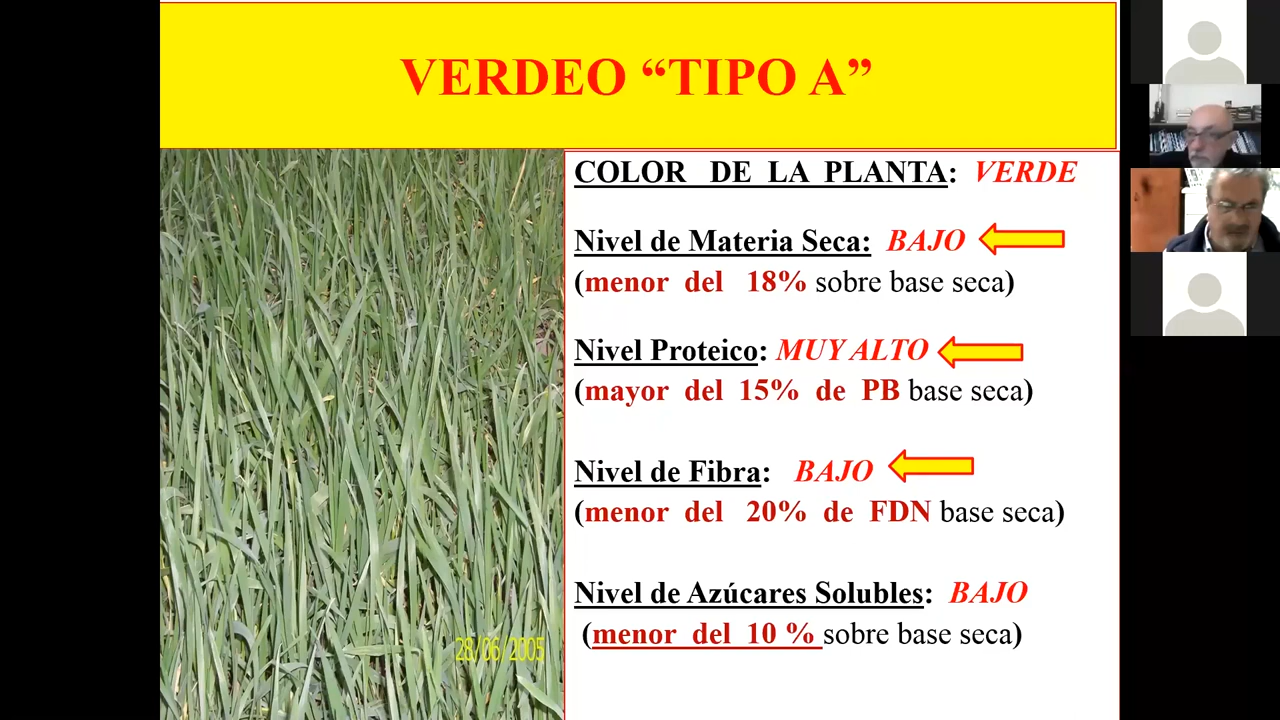 VERDEO “TIPO A”
COLOR DE LA PLANTA: VERDE
Nivel de Materia Seca: BAJO
(menor del 18% sobre base seca)
Nivel Proteico: MUY ALTO
(mayor del 15% de PB base seca)
Nivel de Fibra: BAJO
(menor del 20% de FDN base seca)
Nivel de Azúcares Solubles: BAJO
(menor del 10 % sobre base seca)
28/06/2005